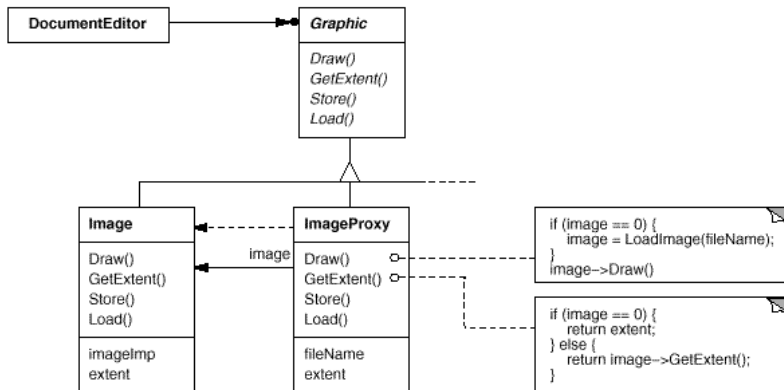 DocumentEditor
Graphic
Draw()
GetExtent()
Store()
Load()
Image
Draw()
GetExtent()
Store()
Load()
imageImp
extent
image
ImageProxy
Draw()
GetExtent()
Store()
Load()
fileName
extent
if (image == 0) {
image = LoadImage(fileName);
}
image->Draw()
if (image == 0) {
return extent;
} else {
return image->GetExtent();
}